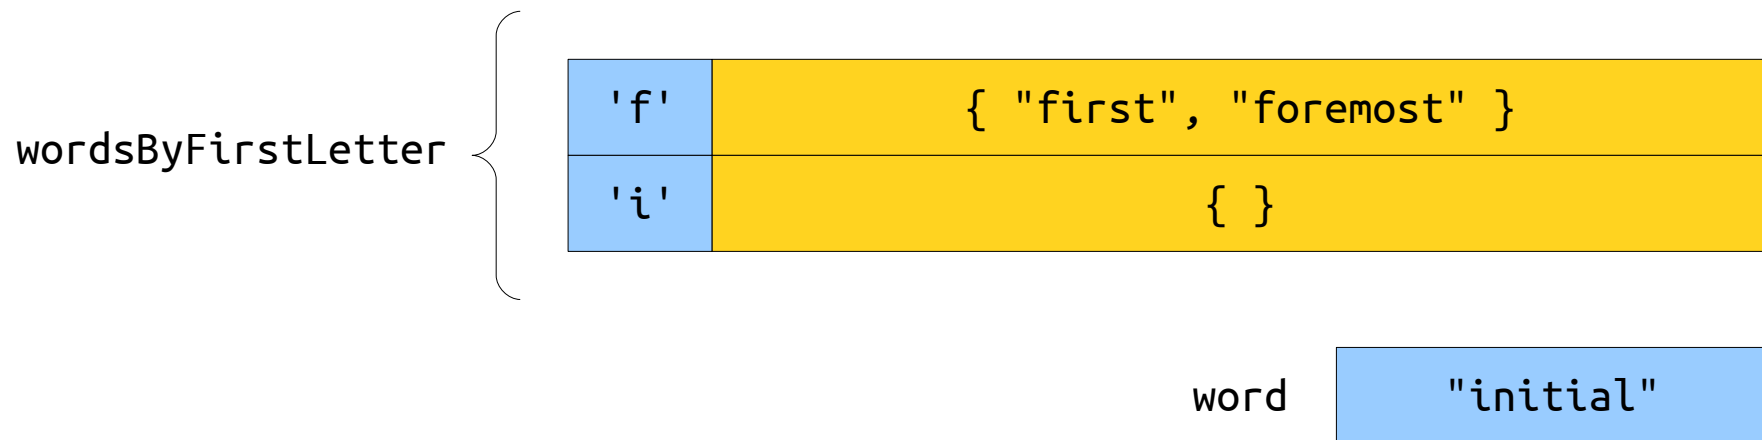 wordsByFirstLetter
'f' { "first", "foremost" }
'i' { }
word "initial"